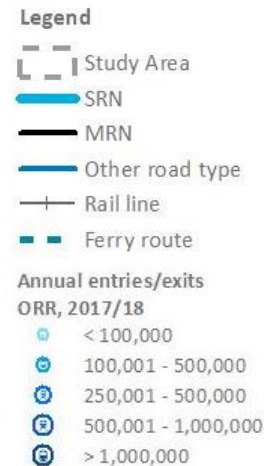 Legend
Study Area
SRN
MRN
Other road type
Rail line
Ferry route
Annual entries/exits
ORR, 2017/18
< 100,000
100,001 - 500,000
250,001 - 500,000
500,001 - 1,000,000
> 1,000,000